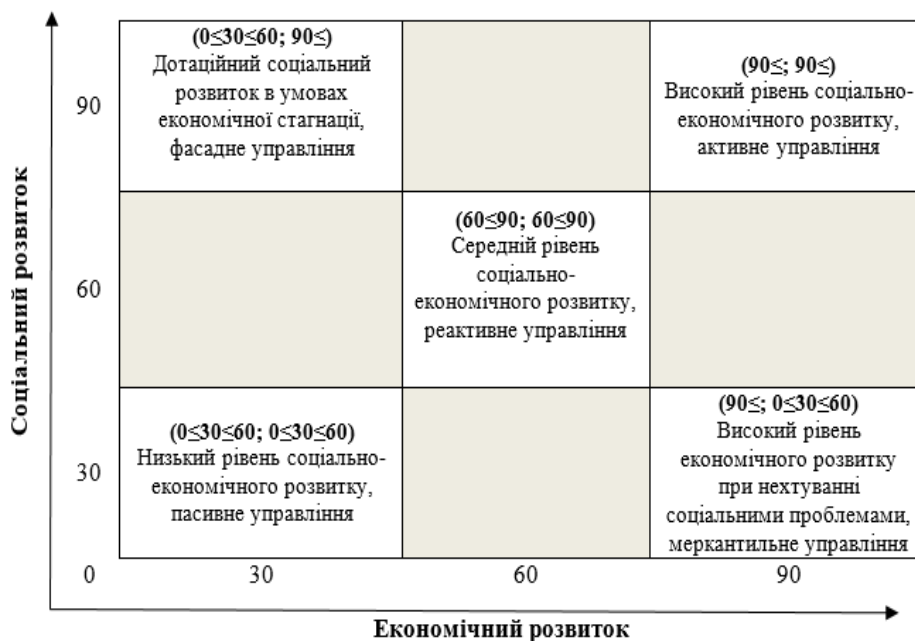 Соціальний розвиток
90
60
30
0
(0≤30≤60; 90≤)
Дотаційний соціальний
розвиток в умовах
економічної стагнації,
фасадне управління
(90≤; 90≤)
Високий рівень соціально-
економічного розвитку,
активне управління
(60≤90; 60≤90)
Середній рівень
соціально-
економічного розвитку,
реактивне управління
(0≤30≤60; 0≤30≤60)
Низький рівень соціально-
економічного розвитку,
пасивне управління
(90≤; 0≤30≤60)
Високий рівень
економічного розвитку
при нехтуванні
соціальними проблемами,
меркантильне управління
30
60
90
Економічний розвиток